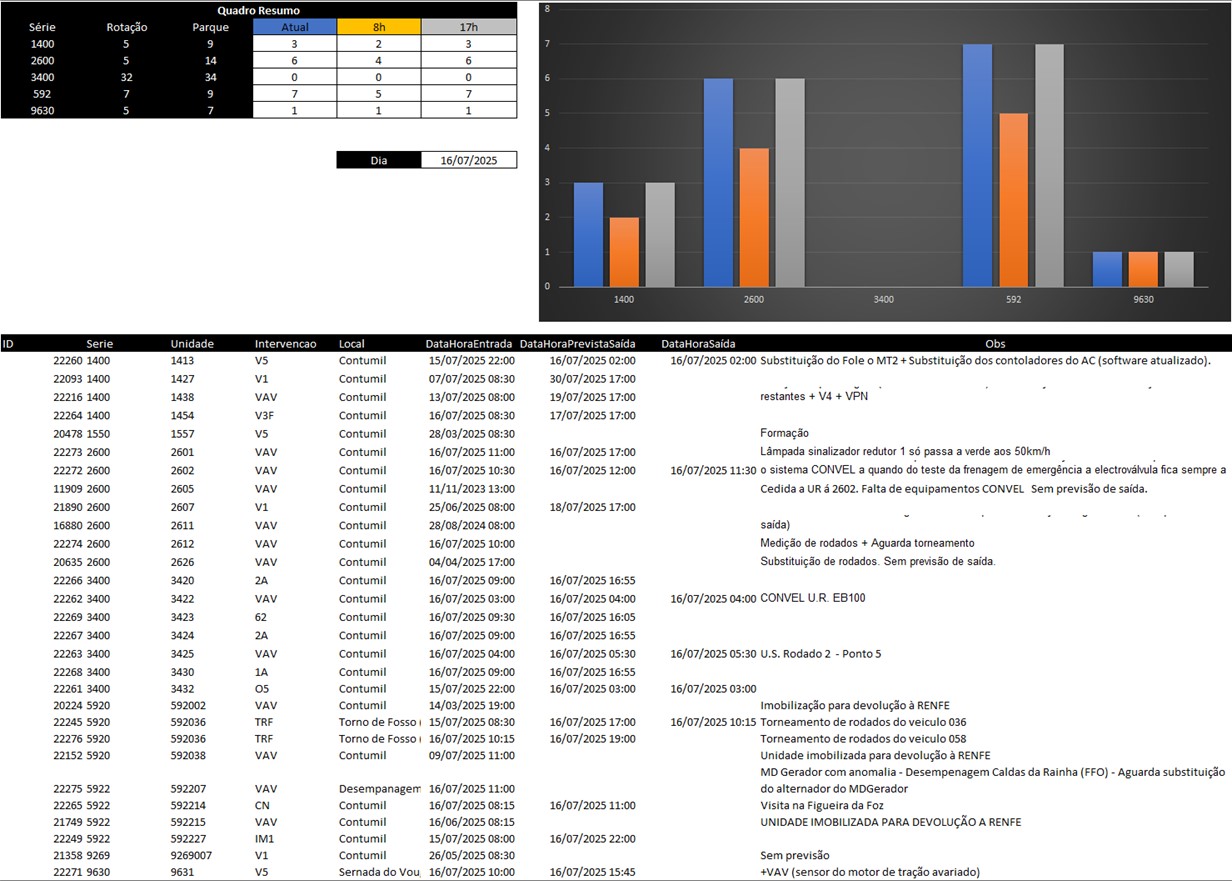 Quadro Resumo
Série Rotação Parque Atual 8h 17h
1400 5 9 3 2 3
2600 5 14 6 4 6
3400 32 34 0 0 0
592 7 9 7 5 7
9630 5 7 1 1 1
Dia 16/07/2025
8
7
6
5
4
3
2
1
0
1400 2600 3400 592 9630
ID Serie Unidade Intervencao Local DataHoraEntrada DataHoraPrevistaSaída DataHoraSaída Obs
22260 1400 1413 V5 Contumil 15/07/2025 22:00 16/07/2025 02:00 16/07/2025 02:00 Substituição do Fole o MT2 + Substituição dos contoladores do AC (software atualizado).
22093 1400 1427 V1 Contumil 07/07/2025 08:30 30/07/2025 17:00
22216 1400 1438 VAV Contumil 13/07/2025 08:00 19/07/2025 17:00 restantes + V4 + VPN
22264 1400 1454 V3F Contumil 16/07/2025 08:30 17/07/2025 17:00
20478 1550 1557 V5 Contumil 28/03/2025 08:30 Formação
22273 2600 2601 VAV Contumil 16/07/2025 11:00 16/07/2025 17:00 Lâmpada sinalizador redutor 1 só passa a verde aos 50km/h
22272 2600 2602 VAV Contumil 16/07/2025 10:30 16/07/2025 12:00 16/07/2025 11:30 o sistema CONVEL a quando do teste da frenagem de emergência a electroválvula fica sempre a
11909 2600 2605 VAV Contumil 11/11/2023 13:00 Cedida a UR á 2602. Falta de equipamentos CONVEL Sem previsão de saída.
21890 2600 2607 V1 Contumil 25/06/2025 08:00 18/07/2025 17:00
16880 2600 2611 VAV Contumil 28/08/2024 08:00 saída)
22274 2600 2612 VAV Contumil 16/07/2025 10:00 Medição de rodados + Aguarda torneamento
20635 2600 2626 VAV Contumil 04/04/2025 17:00 Substituição de rodados. Sem previsão de saída.
22266 3400 3420 2A Contumil 16/07/2025 09:00 16/07/2025 16:55
22262 3400 3422 VAV Contumil 16/07/2025 03:00 16/07/2025 04:00 16/07/2025 04:00 CONVEL U.R. EB100
22269 3400 3423 62 Contumil 16/07/2025 09:30 16/07/2025 16:05
22267 3400 3424 2A Contumil 16/07/2025 09:00 16/07/2025 16:55
22263 3400 3425 VAV Contumil 16/07/2025 04:00 16/07/2025 05:30 16/07/2025 05:30 U.S. Rodado 2 - Ponto 5
22268 3400 3430 1A Contumil 16/07/2025 09:00 16/07/2025 16:55
22261 3400 3432 O5 Contumil 15/07/2025 22:00 16/07/2025 03:00 16/07/2025 03:00
20224 5920 592002 VAV Contumil 14/03/2025 19:00 Imobilização para devolução à RENFE
22245 5920 592036 TRF Torno de Fosso ( 15/07/2025 08:30 16/07/2025 17:00 16/07/2025 10:15 Torneamento de rodados do veiculo 036
22276 5920 592036 TRF Torno de Fosso ( 16/07/2025 10:15 16/07/2025 19:00 Torneamento de rodados do veiculo 058
22152 5920 592038 VAV Contumil 09/07/2025 11:00 Unidade imobilizada para devolução à RENFE
MD Gerador com anomalia - Desempenagem Caldas da Rainha (FFO) - Aguarda substituição
22275 5922 592207 VAV Desempanagem 16/07/2025 11:00 do alternador do MDGerador
22265 5922 592214 CN Contumil 16/07/2025 08:15 16/07/2025 11:00 Visita na Figueira da Foz
21749 5922 592215 VAV Contumil 16/06/2025 08:15 UNIDADE IMOBILIZADA PARA DEVOLUÇÃO A RENFE
22249 5922 592227 IM1 Contumil 15/07/2025 08:00 16/07/2025 22:00
21358 9269 9269007 V1 Contumil 26/05/2025 08:30 Sem previsão
22271 9630 9631 V5 Sernada do Vou 16/07/2025 10:00 16/07/2025 15:45 +VAV (sensor do motor de tração avariado)